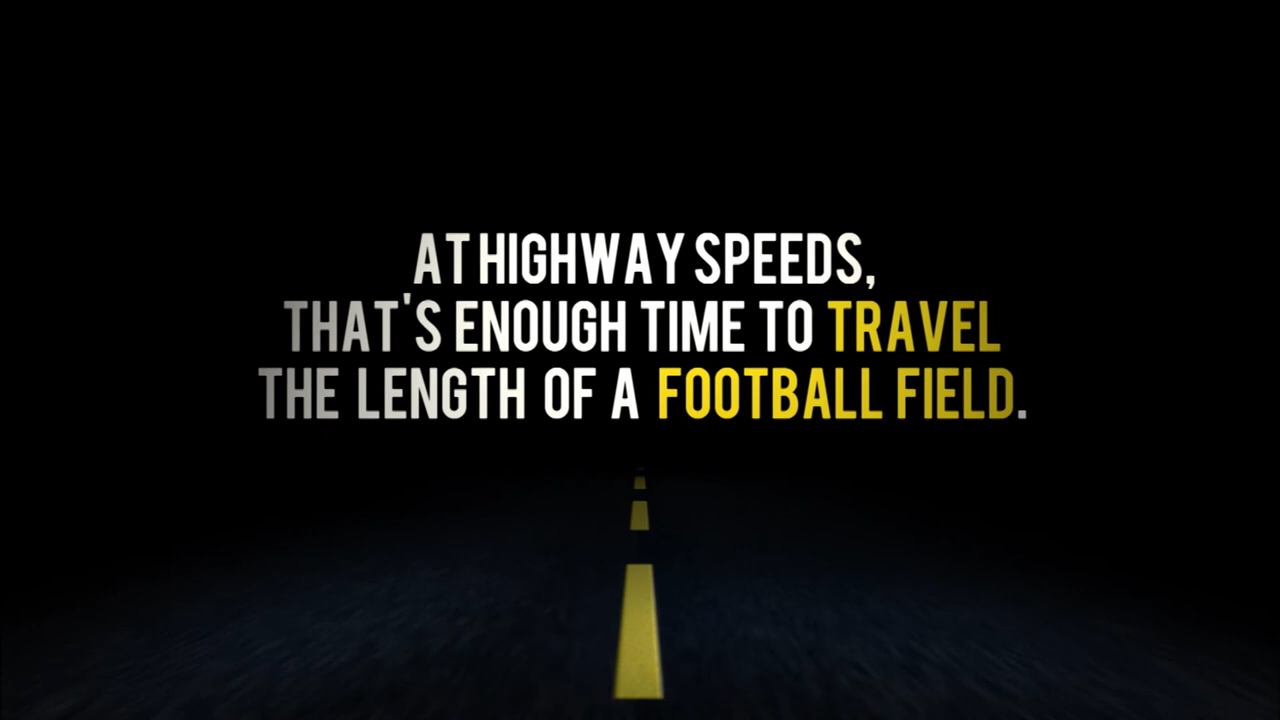 AT HIGHWAY SPEEDS,
THAT'S ENOUGH TIME TO TRAVEL
THE LENGTH OF A FOOTBALL FIELD.